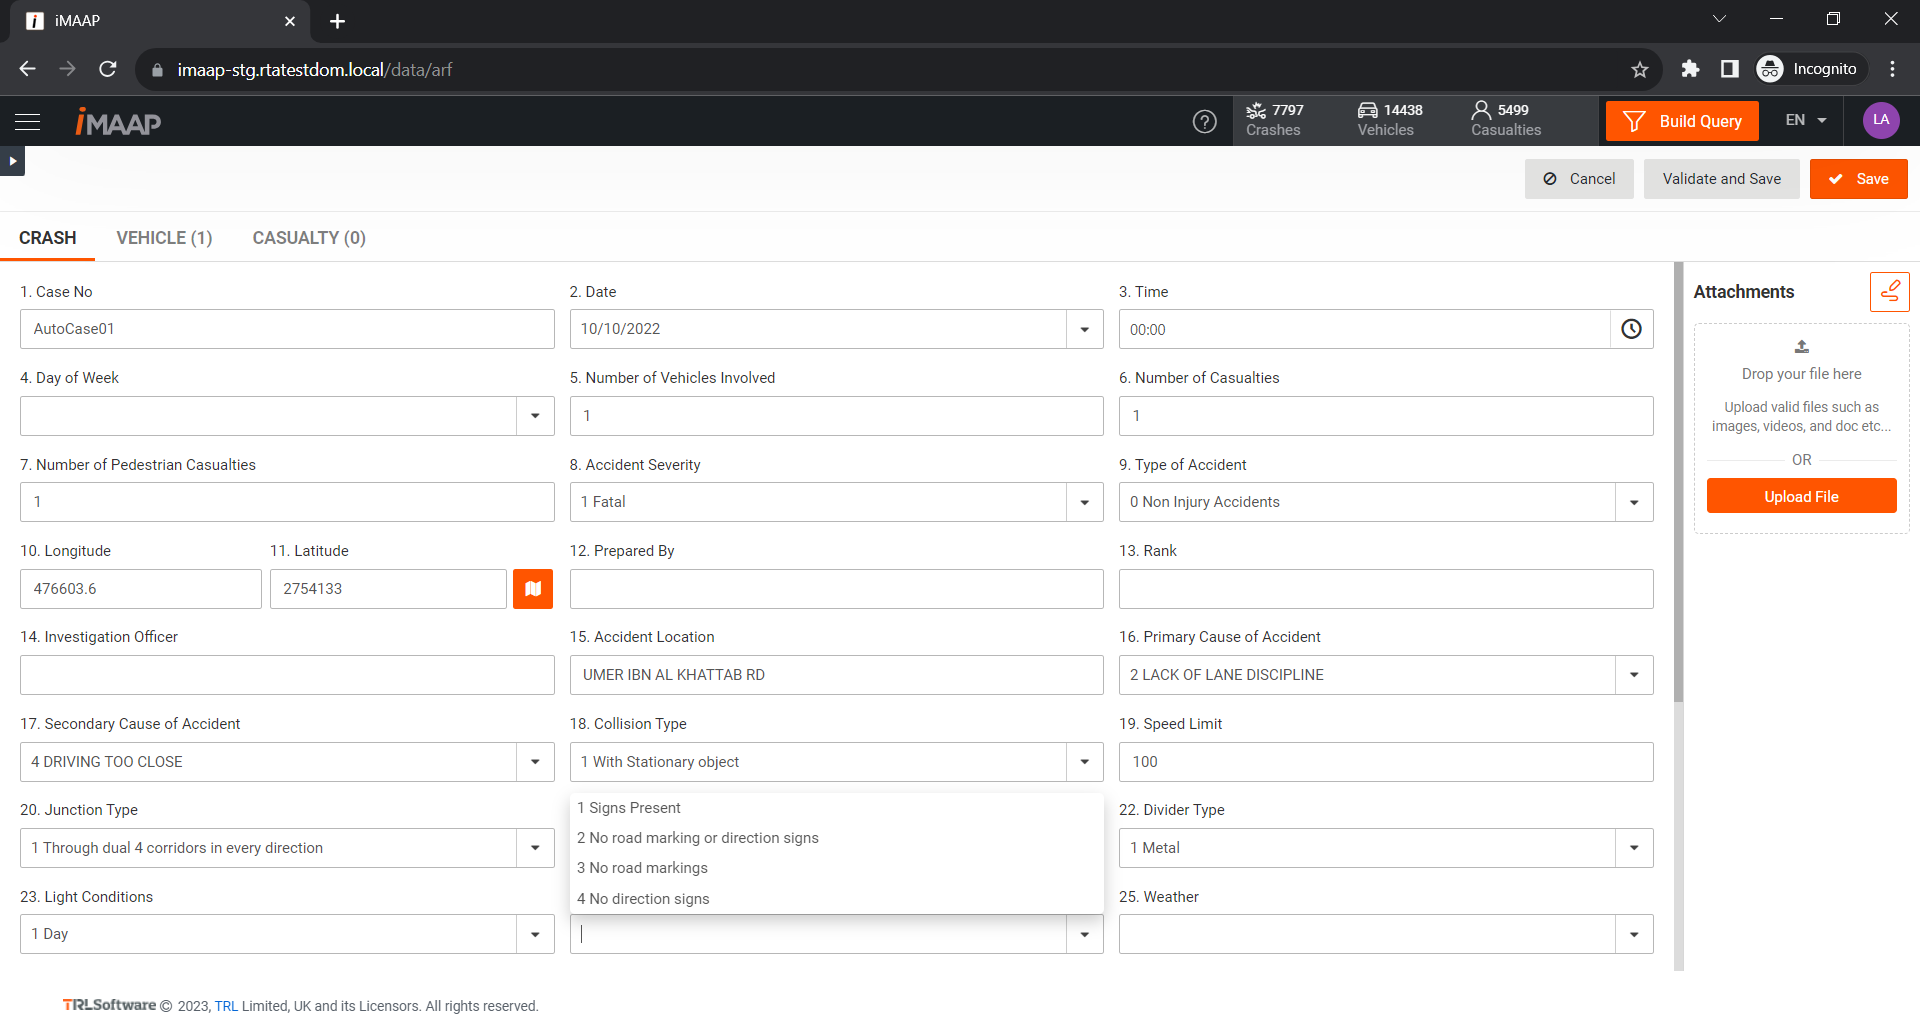 iMAAP
imaap-stg.rtatestdom.local/data/arf
Incognito
iMAAP
7797
Crashes
14438
Vehicles
5499
Casualties
Build Query
EN
LA
Cancel
Validate and Save
Save
CRASH
VEHICLE (1)
CASUALTY (0)
1. Case No
2. Date
3. Time
AutoCase01
10/10/2022
00:00
4. Day of Week
5. Number of Vehicles Involved
6. Number of Casualties
1
1
7. Number of Pedestrian Casualties
8. Accident Severity
9. Type of Accident
1
1 Fatal
0 Non Injury Accidents
10. Longitude
11. Latitude
12. Prepared By
13. Rank
476603.6
2754133
14. Investigation Officer
15. Accident Location
16. Primary Cause of Accident
UMER IBN AL KHATTAB RD
2 LACK OF LANE DISCIPLINE
17. Secondary Cause of Accident
18. Collision Type
19. Speed Limit
4 DRIVING TOO CLOSE
1 With Stationary object
100
20. Junction Type
22. Divider Type
1 Through dual 4 corridors in every direction
1 Metal
1 Signs Present
2 No road marking or direction signs
3 No road markings
4 No direction signs
23. Light Conditions
25. Weather
1 Day
Attachments
Drop your file here
Upload valid files such as
images, videos, and doc etc...
OR
Upload File
TRLSoftware © 2023, TRL Limited, UK and its Licensors. All rights reserved.